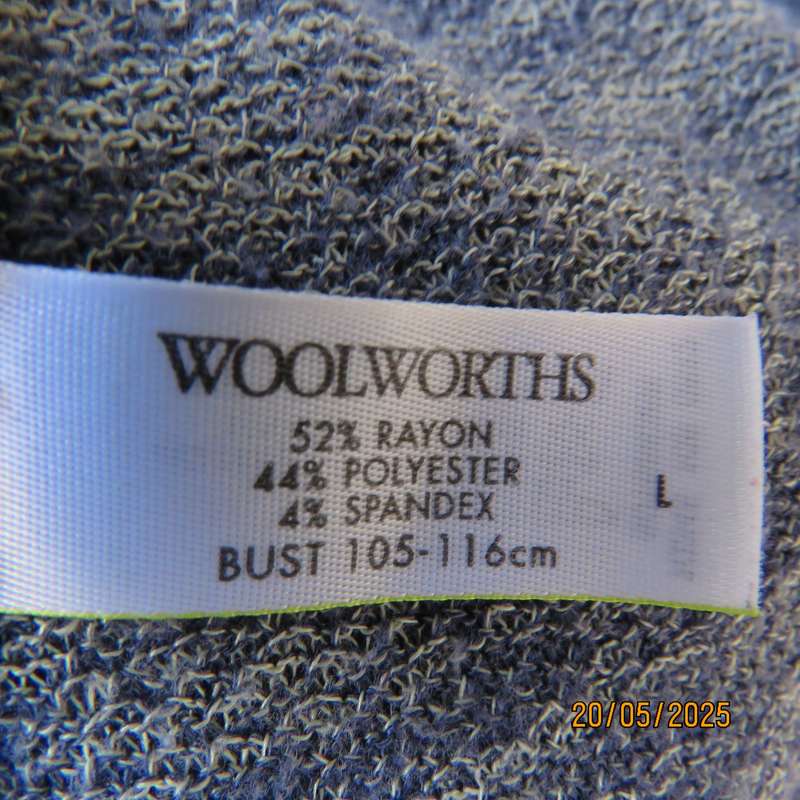 WOOLWORTHS
52% RAYON
44% POLYESTER
4% SPANDEX
L
BUST 105-116cm
20/05/2025